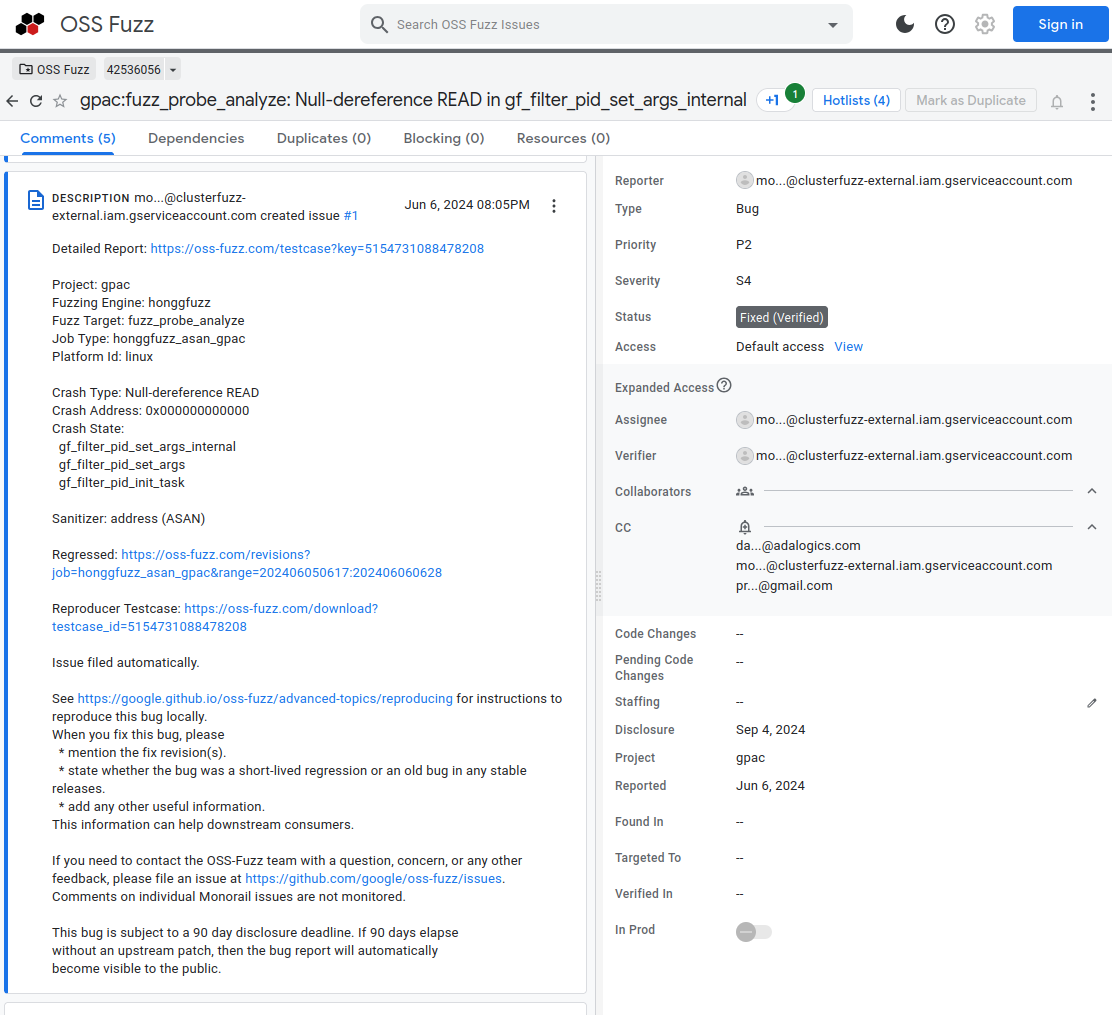 OSS Fuzz
Search OSS Fuzz Issues
Sign in
OSS Fuzz
42536056
gpac:fuzz_probe_analyze: Null-dereference READ in gf_filter_pid_set_args_internal
+1
1
Hotlists (4)
Mark as Duplicate
Comments (5)
Dependencies
Duplicates (0)
Blocking (0)
Resources (0)
DESCRIPTION mo...@clusterfuzz-
external.iam.gserviceaccount.com created issue #1
Jun 6, 2024 08:05PM
Detailed Report: https://oss-fuzz.com/testcase?key=5154731088478208
Project: gpac
Fuzzing Engine: honggfuzz
Fuzz Target: fuzz_probe_analyze
Job Type: honggfuzz_asan_gpac
Platform Id: linux
Crash Type: Null-dereference READ
Crash Address: 0x000000000000
Crash State:
gf_filter_pid_set_args_internal
gf_filter_pid_set_args
gf_filter_pid_init_task
Sanitizer: address (ASAN)
Regressed: https://oss-fuzz.com/revisions?
job=honggfuzz_asan_gpac&range=202406050617:202406060628
Reproducer Testcase: https://oss-fuzz.com/download?
testcase_id=5154731088478208
Issue filed automatically.
See https://google.github.io/oss-fuzz/advanced-topics/reproducing for instructions to
reproduce this bug locally.
When you fix this bug, please
* mention the fix revision(s).
* state whether the bug was a short-lived regression or an old bug in any stable
releases.
* add any other useful information.
This information can help downstream consumers.
If you need to contact the OSS-Fuzz team with a question, concern, or any other
feedback, please file an issue at https://github.com/google/oss-fuzz/issues.
Comments on individual Monorail issues are not monitored.
This bug is subject to a 90 day disclosure deadline. If 90 days elapse
without an upstream patch, then the bug report will automatically
become visible to the public.
Reporter
mo...@clusterfuzz-external.iam.gserviceaccount.com
Type
Bug
Priority
P2
Severity
S4
Status
Fixed (Verified)
Access
Default access View
Expanded Access
Assignee
mo...@clusterfuzz-external.iam.gserviceaccount.com
Verifier
mo...@clusterfuzz-external.iam.gserviceaccount.com
Collaborators
CC
da...@adalogics.com
mo...@clusterfuzz-external.iam.gserviceaccount.com
pr...@gmail.com
Code Changes
--
Pending Code
Changes
--
Staffing
--
Disclosure
Sep 4, 2024
Project
gpac
Reported
Jun 6, 2024
Found In
--
Targeted To
--
Verified In
--
In Prod